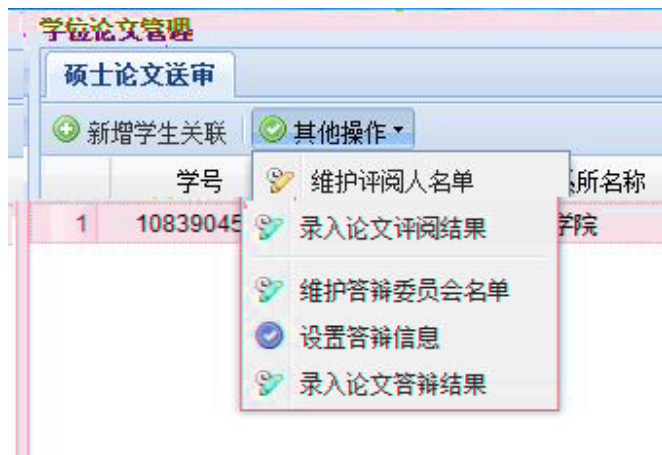 学位论文管理
硕士论文送审
新增学生关联 其他操作
学号 所名称
1 10839045 学院
维护评阅人名单
录入论文评阅结果
维护答辩委员会名单
设置答辩信息
录入论文答辩结果